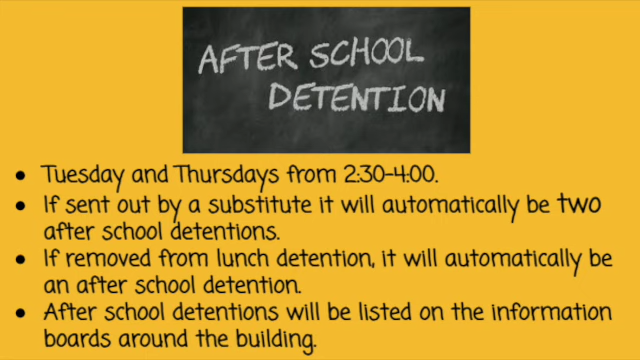 AFTER SCHOOL
DETENTION
• Tuesday and Thursdays from 2:30-4:00.
• If sent out by a substitute it will automatically be two
after school detentions.
• If removed from lunch detention, it will automatically be
an after school detention.
• After school detentions will be listed on the information
boards around the building.